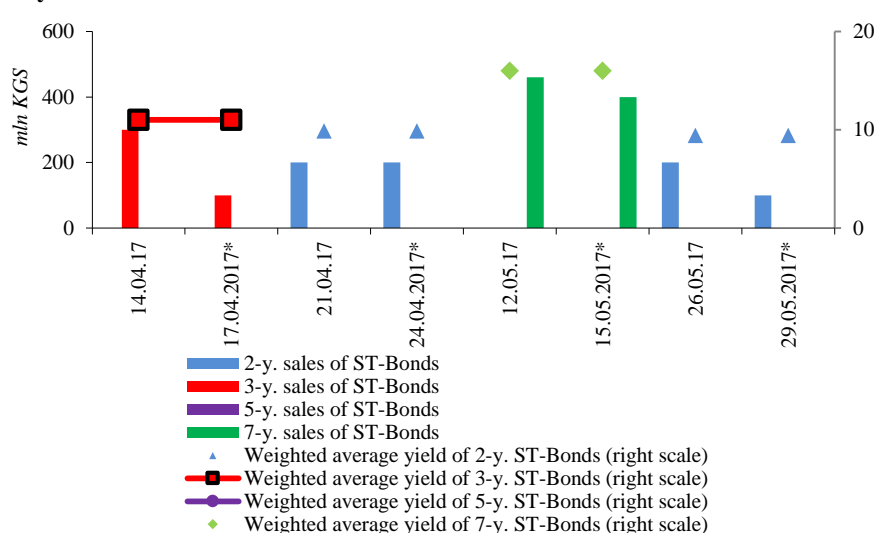 600
400
200
0
mln KGS
20
10
0
14.04.17
17.04.2017*
21.04.17
24.04.2017*
12.05.17
15.05.2017*
26.05.17
29.05.2017*
2-y. sales of ST-Bonds
3-y. sales of ST-Bonds
5-y. sales of ST-Bonds
7-y. sales of ST-Bonds
Weighted average yield of 2-y. ST-Bonds (right scale)
Weighted average yield of 3-y. ST-Bonds (right scale)
Weighted average yield of 5-y. ST-Bonds (right scale)
Weighted average yield of 7-y. ST-Bonds (right scale)